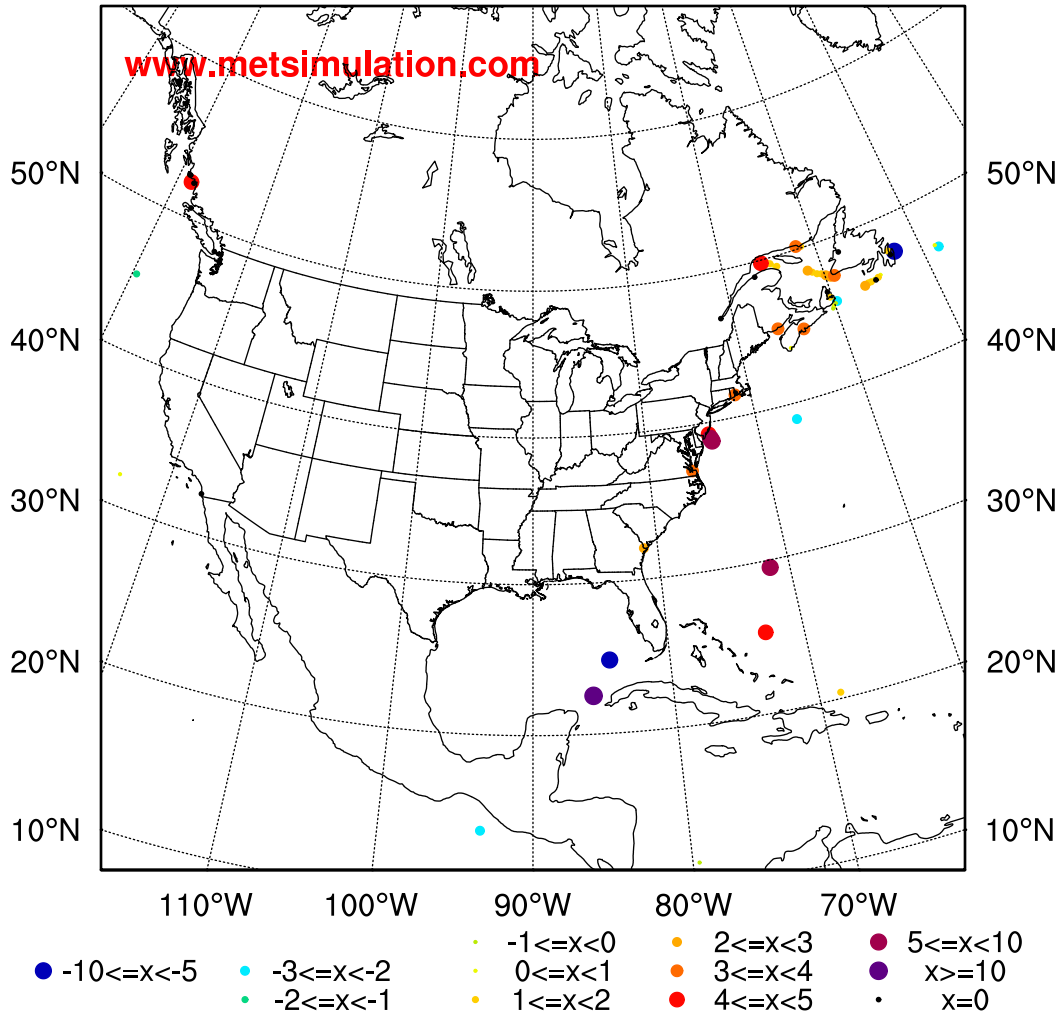 www.metsimulation.com
50°N 50°N
40°N 40°N
30°N 30°N
20°N 20°N
10°N 10°N
110°W 100°W 90°W 80°W 70°W
-1<=x<0 2<=x<3 5<=x<10
-10<=x<-5 -3<=x<-2 0<=x<1 3<=x<4 x>=10
-2<=x<-1 1<=x<2 4<=x<5 x=0